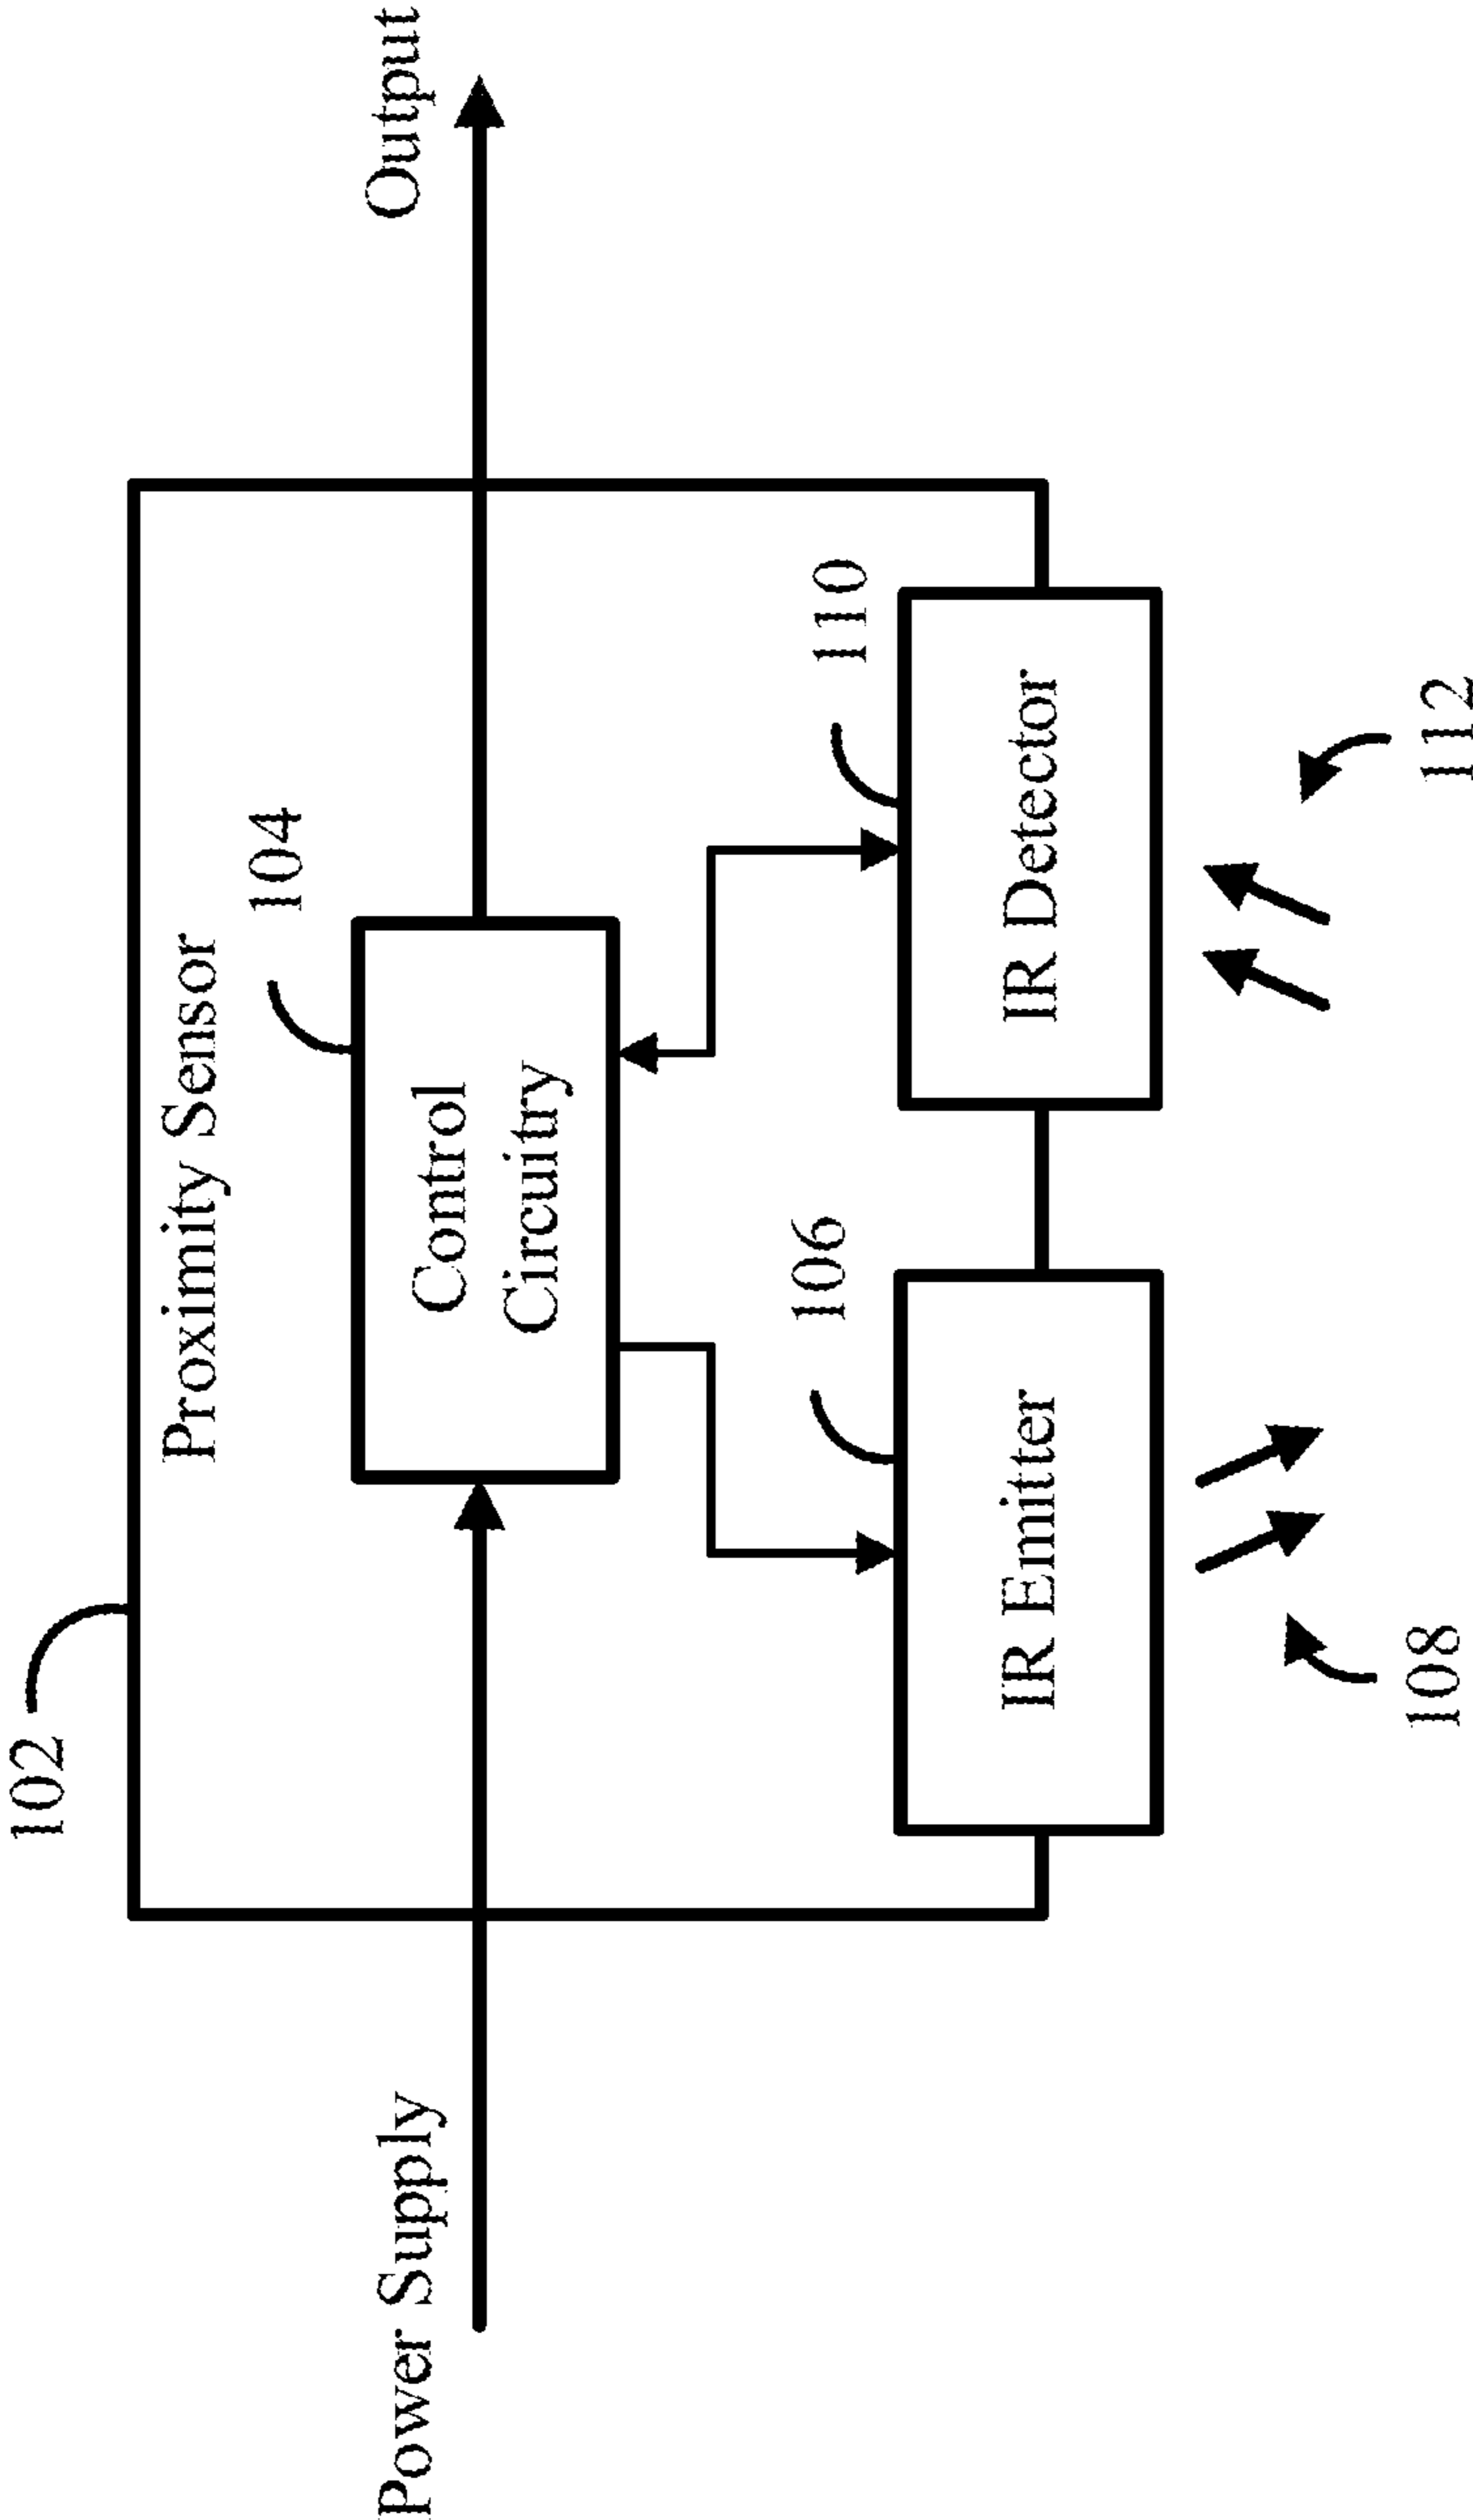 102
Proximity Sensor
104
Power Supply
Output
Control
Circuitry
106
110
IR Emitter
IR Detector
108
112